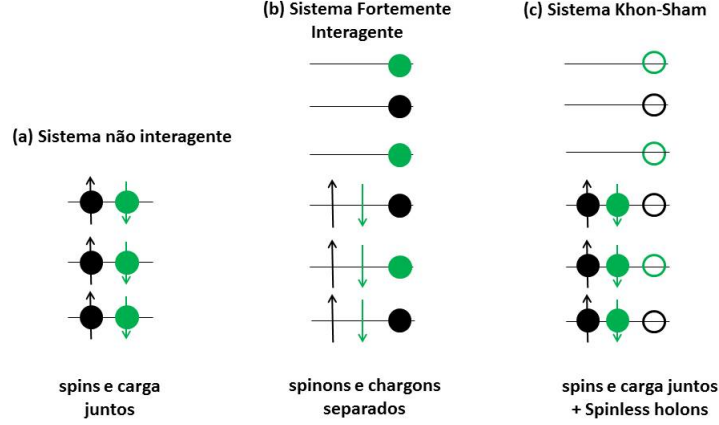 (a) Sistema não interagente
spins e carga
juntos
(b) Sistema Fortemente
Interagente
spinons e chargons
separados
(c) Sistema Khon-Sham
spins e carga juntos
+ Spinless holons